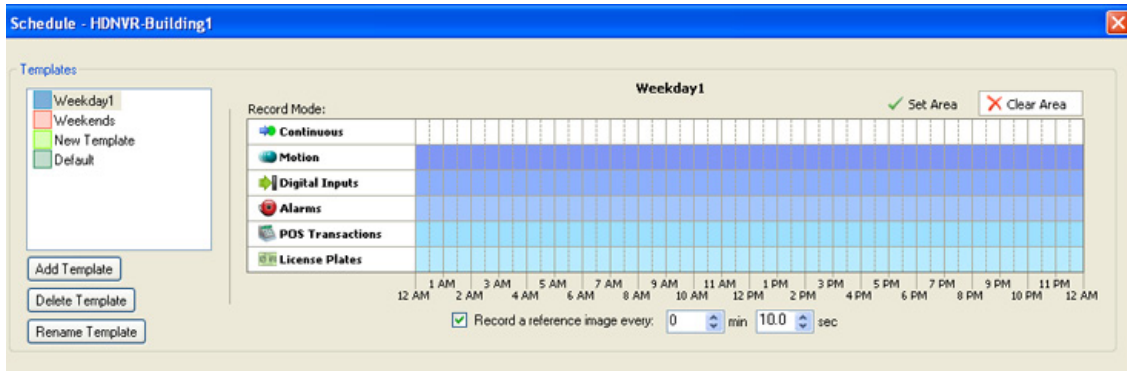 Schedule - HDNVR-Building1
Templates
Weekday1
Weekends
New Template
Default
Add Template
Delete Template
Rename Template
Weekday1
Record Mode:
Set Area
Clear Area
Continuous
Motion
Digital Inputs
Alarms
POS Transactions
License Plates
1 AM 3 AM 5 AM 7 AM 9 AM 11 AM 1 PM 3 PM 5 PM 7 PM 9 PM 11 PM
12 AM 2 AM 4 AM 6 AM 8 AM 10 AM 12 PM 2 PM 4 PM 6 PM 8 PM 10 PM 12 AM
Record a reference image every: 0 min 10.0 sec